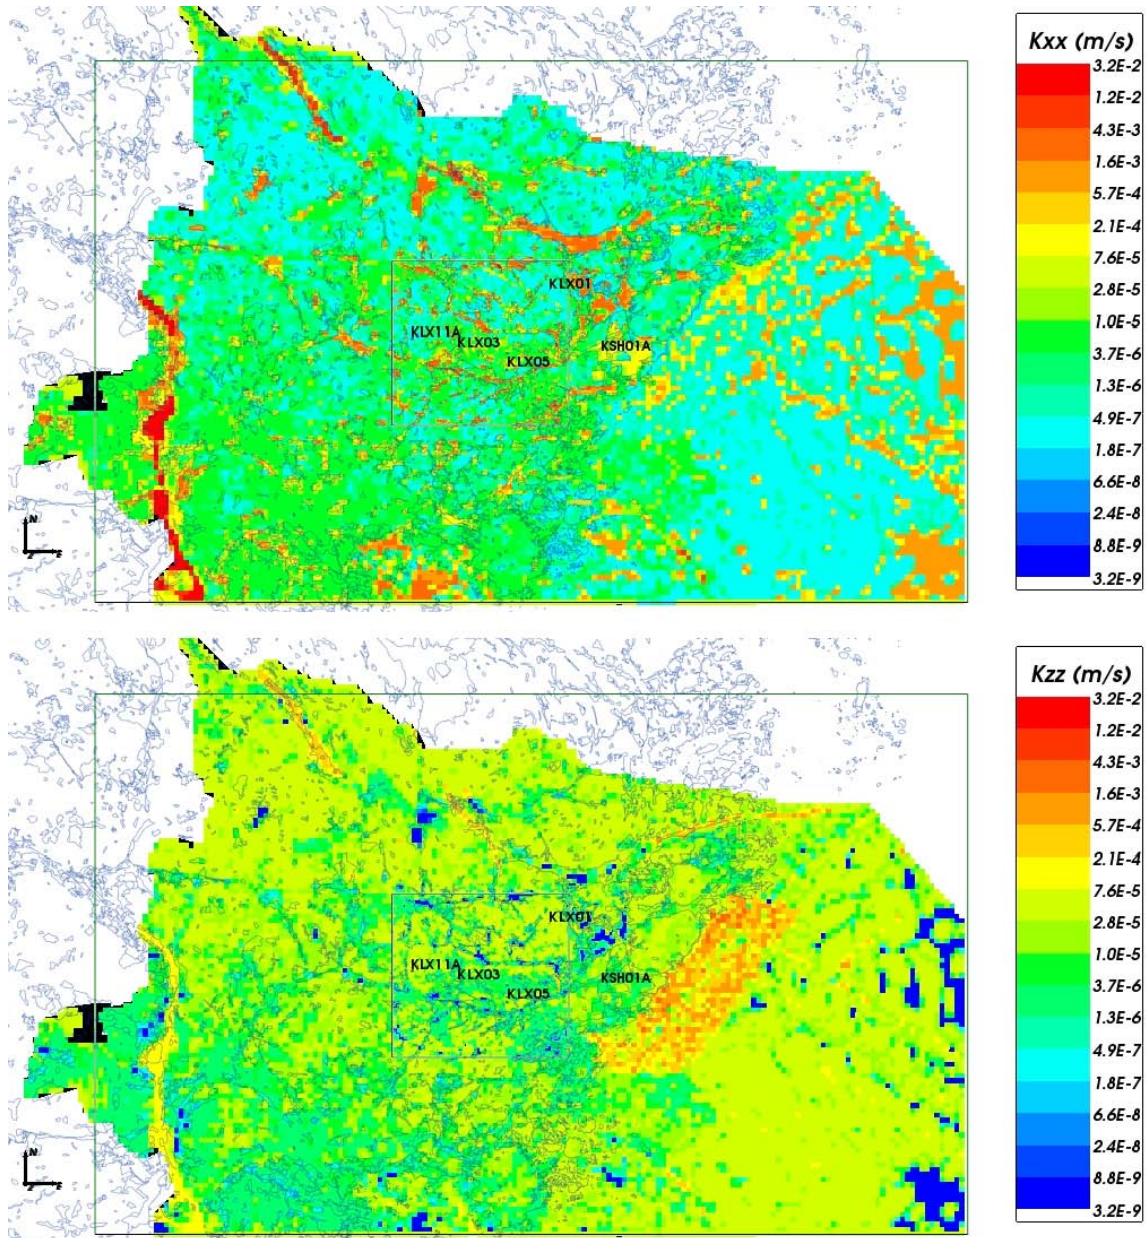 Kxx (m/s)
3.2E-2
1.2E-2
4.3E-3
1.6E-3
5.7E-4
2.1E-4
7.6E-5
2.8E-5
1.0E-5
3.7E-6
1.3E-6
4.9E-7
1.8E-7
6.6E-8
2.4E-8
8.8E-9
3.2E-9
KLX01
KLX11A
KLX03
KSH01A
KLX05
N
Kzz (m/s)
3.2E-2
1.2E-2
4.3E-3
1.6E-3
5.7E-4
2.1E-4
7.6E-5
2.8E-5
1.0E-5
3.7E-6
1.3E-6
4.9E-7
1.8E-7
6.6E-8
2.4E-8
8.8E-9
3.2E-9
KLX01
KLX11A
KLX03
KSH01A
KLX05
N